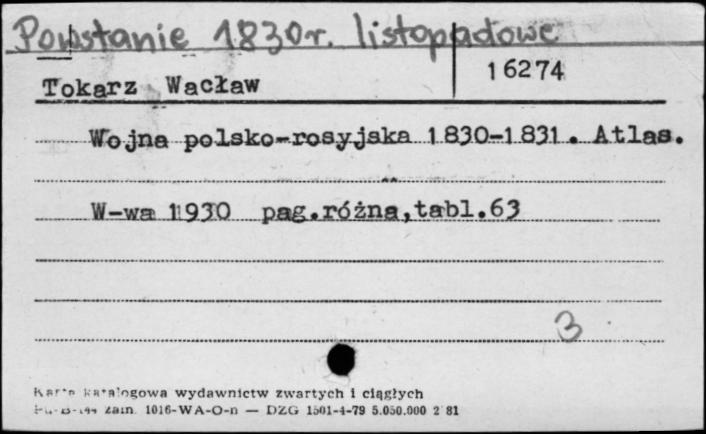 Powstanie 1830r. listopadowe
16274
Tokarz Wacław
Wojna polsko-rosyjska 1830-1831. Atlas.
W-wa 1930 pag.różna,tabl.63
3
Karta katalogowa wydawnictw zwartych i ciągłych
zam. 1016-WA-O-n — DZG 1501-4-79 5.050.000 2 81